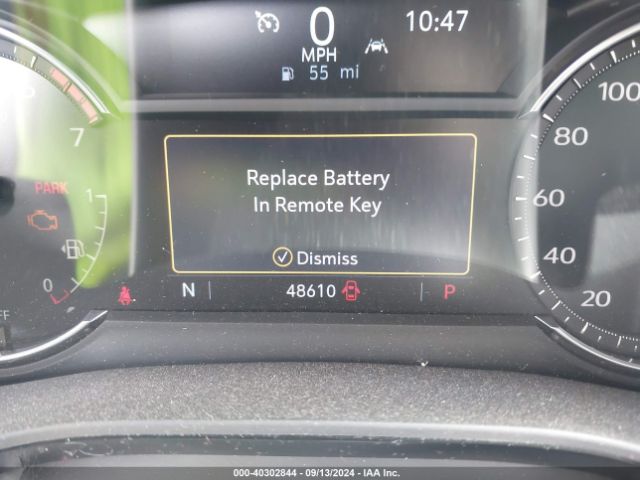 0
MPH
10:47
55 mi
7
100
80
60
40
20
Replace Battery
In Remote Key
Dismiss
PARK
1
0
N
48610
P
000-40302844 - 09/13/2024 - IAA Inc.